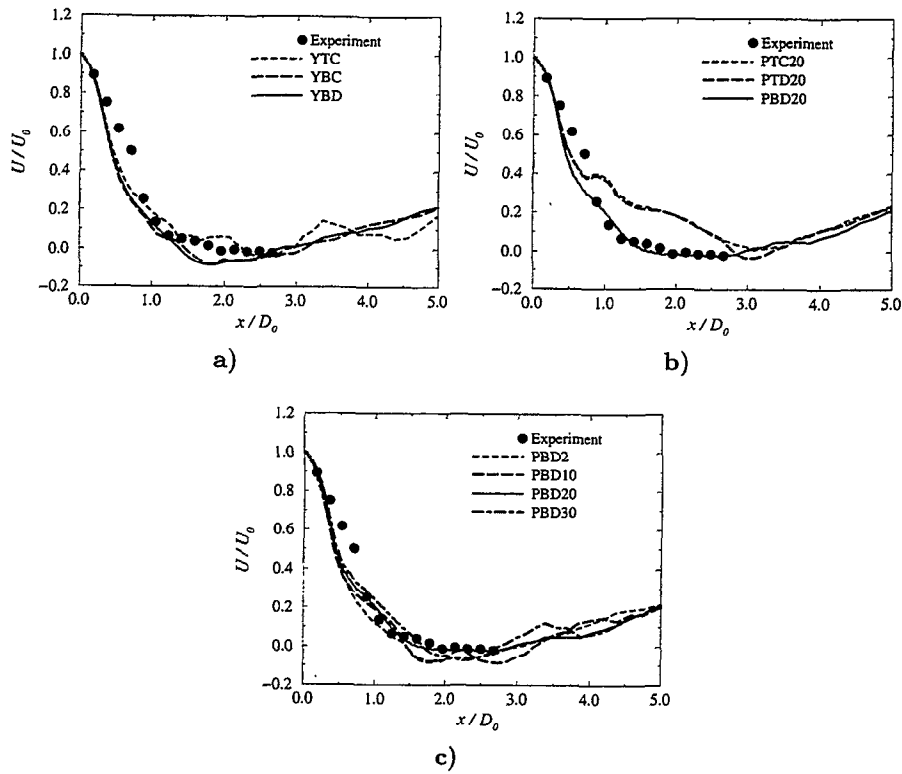 1.2
1.0
0.8
0.6
0.4
0.2
0.0
−0.2
U / U0
Experiment
YTC
YBC
YBD
0.0 1.0 2.0 3.0 4.0 5.0
x / D0
a)
1.2
1.0
0.8
0.6
0.4
0.2
0.0
−0.2
U / U0
Experiment
PTC20
PTD20
PBD20
0.0 1.0 2.0 3.0 4.0 5.0
x / D0
b)
1.2
1.0
0.8
0.6
0.4
0.2
0.0
−0.2
U / U0
Experiment
PBD2
PBD10
PBD20
PBD30
0.0 1.0 2.0 3.0 4.0 5.0
x / D0
c)